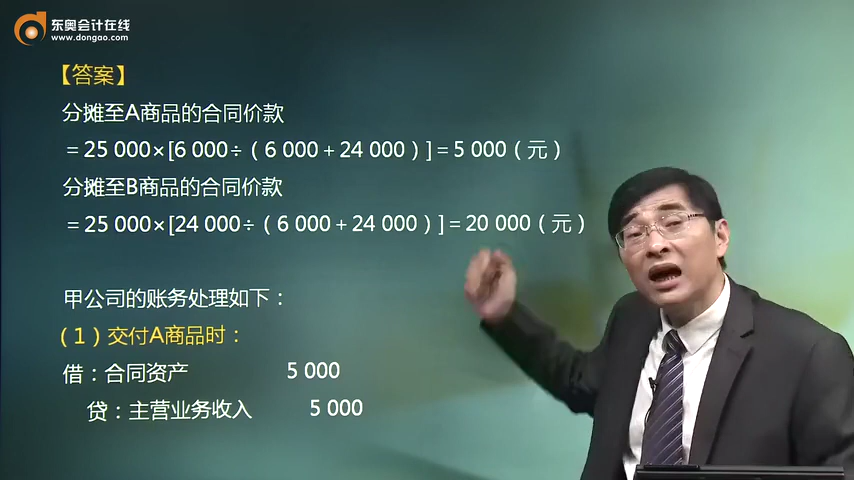 东奥会计在线
www.dongao.com
【答案】
分摊至A商品的合同价款
＝25 000×[6 000÷（6 000＋24 000）]＝5 000（元）
分摊至B商品的合同价款
＝25 000×[24 000÷（6 000＋24 000）]＝20 000（元）
甲公司的账务处理如下：
（1）交付A商品时：
借：合同资产 5 000
贷：主营业务收入 5 000